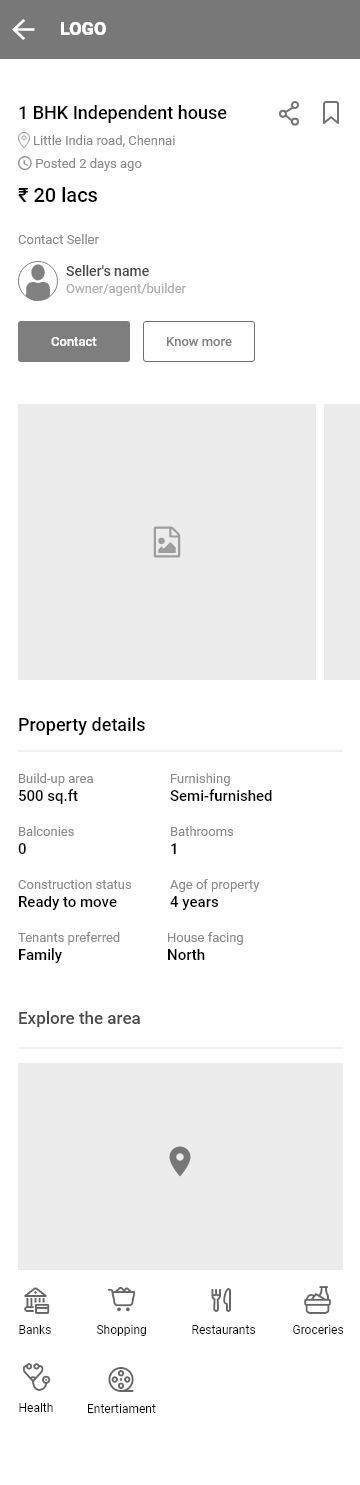 LOGO
1 BHK Independent house
Little India road, Chennai
Posted 2 days ago
₹ 20 lacs
Contact Seller
Seller's name
Owner/agent/builder
Contact Know more
Property details
Build-up area Furnishing
500 sq.ft Semi-furnished
Balconies Bathrooms
0 1
Construction status Age of property
Ready to move 4 years
Tenants preferred House facing
Family North
Explore the area
Banks Shopping Restaurants Groceries
Health Entertiament